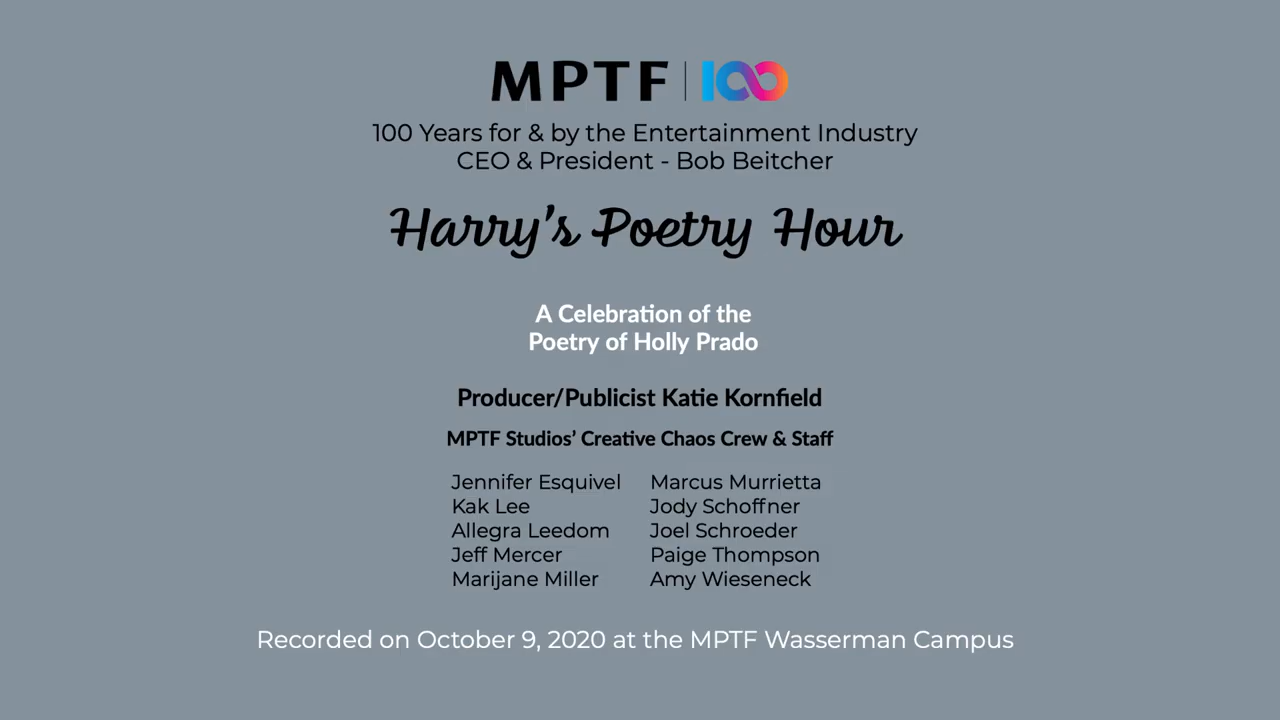 MPTF | 100
100 Years for & by the Entertainment Industry
CEO & President - Bob Beitcher
Harry's Poetry Hour
A Celebration of the
Poetry of Holly Prado
Producer/Publicist Katie Kornfield
MPTF Studios' Creative Chaos Crew & Staff
Jennifer Esquivel Marcus Murrietta
Kak Lee Jody Schoffner
Allegra Leedom Joel Schroeder
Jeff Mercer Paige Thompson
Marijane Miller Amy Wieseneck
Recorded on October 9, 2020 at the MPTF Wasserman Campus